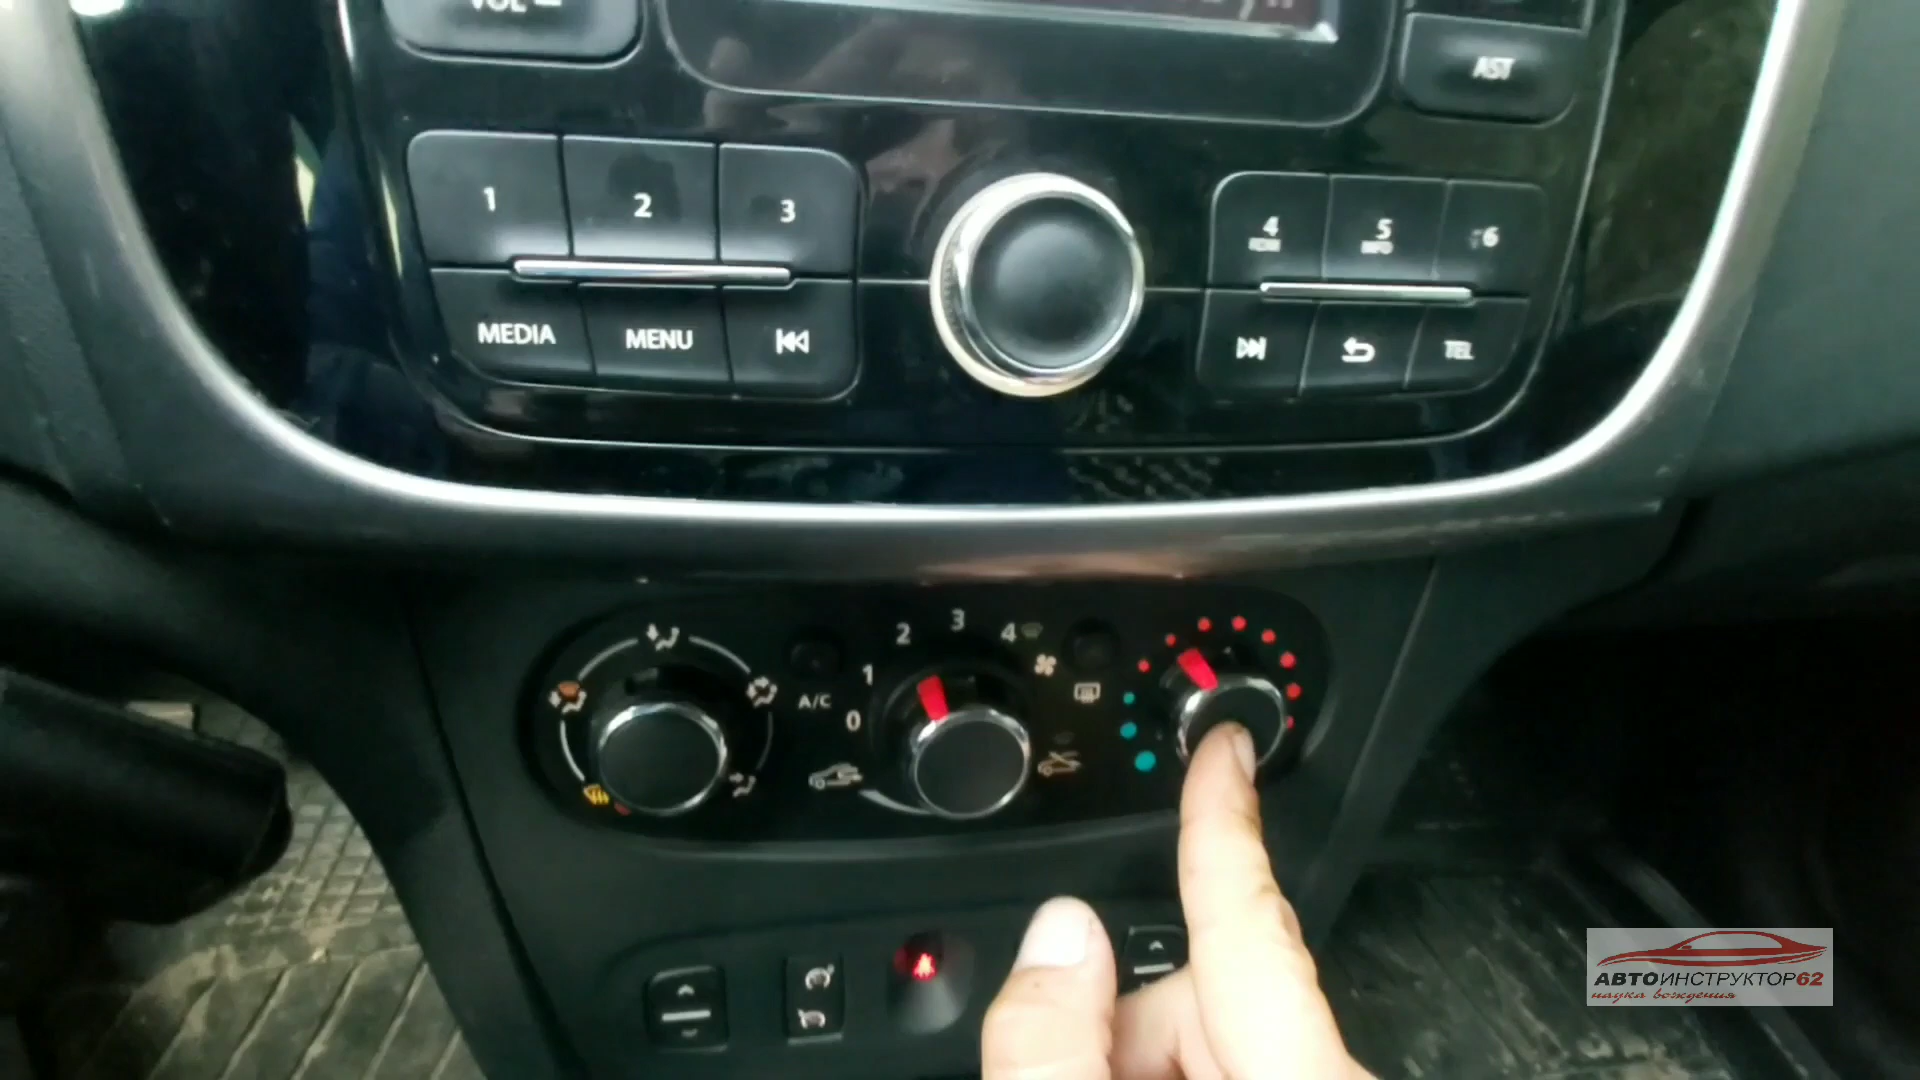 VOL −
AST
1 2 3
4 5 6
INFO
MEDIA MENU
TEL
2 3 4
1
A/C
0
АВТОИНСТРУКТОР62
наука вождения